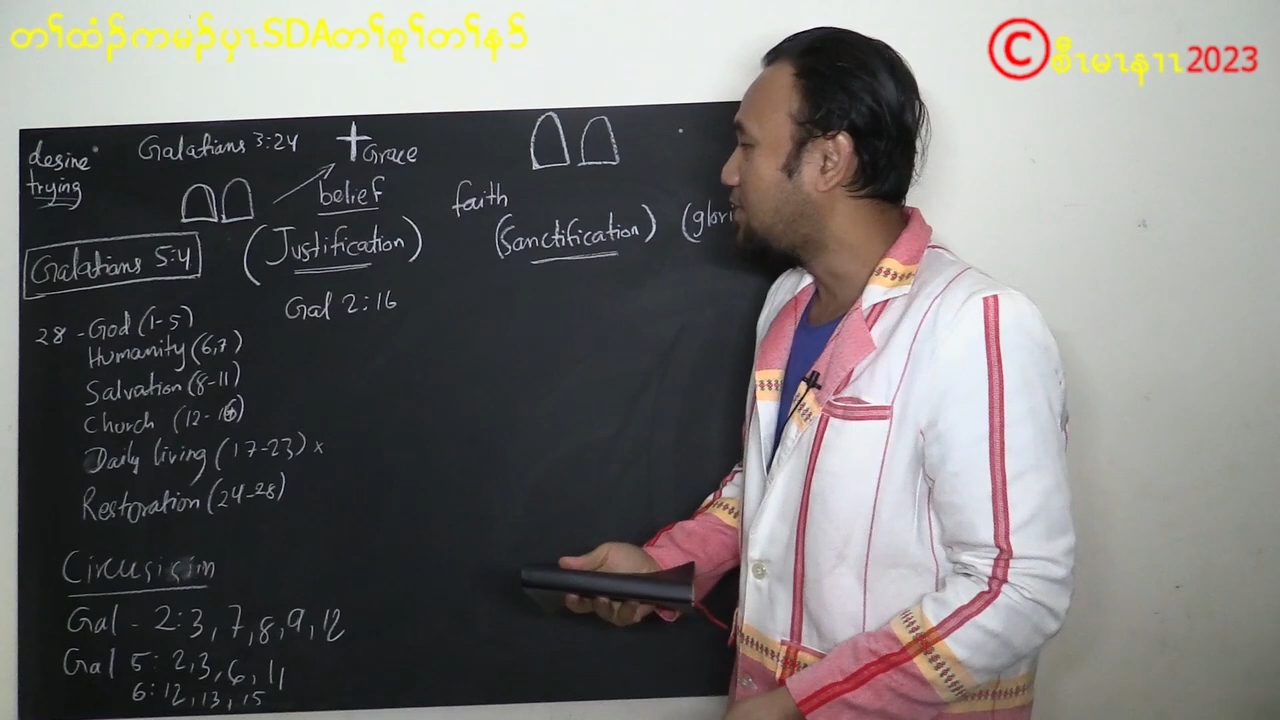 တၢ်ထံၣ်ကမၣ်ပှၤSDAတၢ်စူၢ်တၢ်နာ်
©စီၤမၤနၢၤ2023
desire
trying
Galatians 3:24
Grace
belief
faith
Galatians 5:4
(Justification)
(Sanctification)
(glori
Gal 2:16
28 - God (1-5)
Humanity (6,7)
Salvation (8-11)
Church (12-16)
Daily living (17-23) x
Restoration (24-28)
Circusisim
Gal - 2:3, 7, 8, 9, 12
Gal 5: 2,3, 6, 11
6: 12, 13, 15